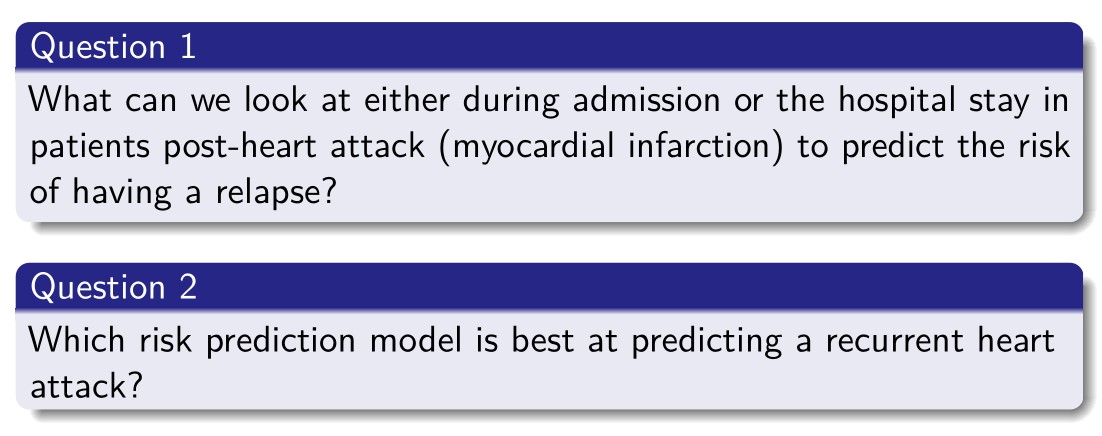 Question 1
What can we look at either during admission or the hospital stay in
patients post-heart attack (myocardial infarction) to predict the risk
of having a relapse?
Question 2
Which risk prediction model is best at predicting a recurrent heart
attack?